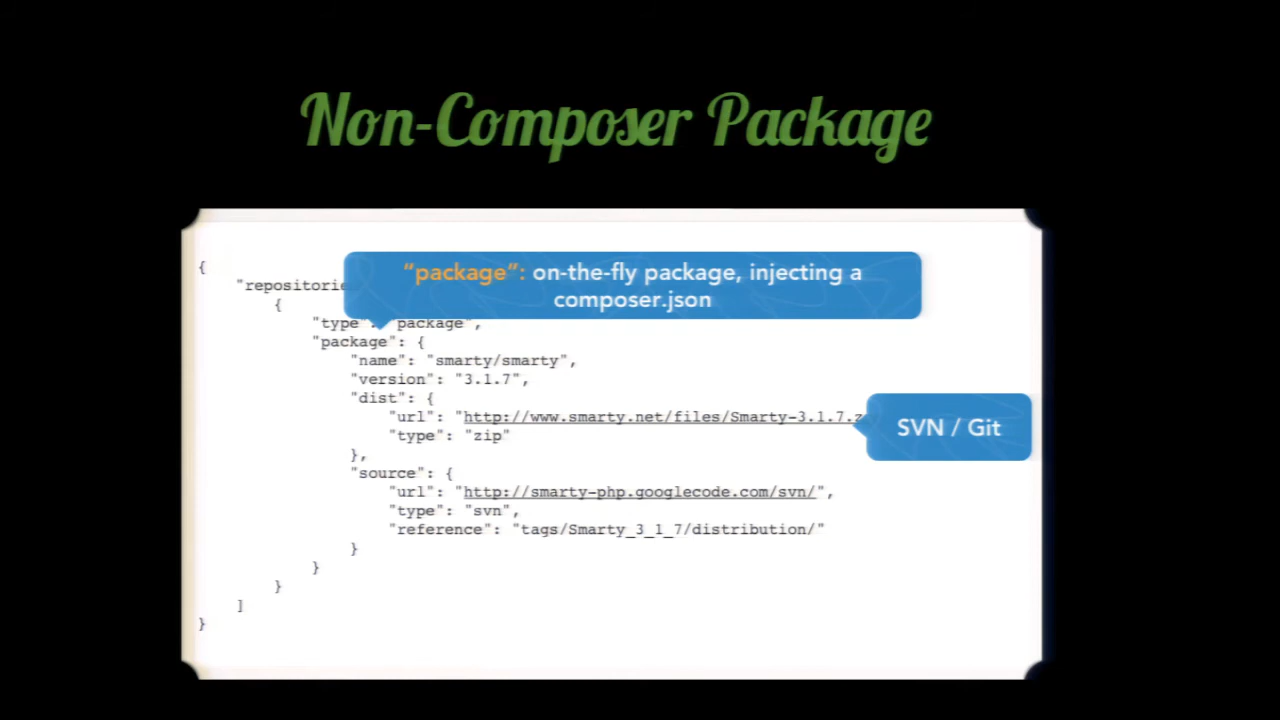 Non-Composer Package
{
"repositorie
“package”: on-the-fly package, injecting a
composer.json
{
"type": "package",
"package": {
"name": "smarty/smarty",
"version": "3.1.7",
"dist": {
"url": "http://www.smarty.net/files/Smarty-3.1.7.z
SVN / Git
"type": "zip"
},
"source": {
"url": "http://smarty-php.googlecode.com/svn/",
"type": "svn",
"reference": "tags/Smarty_3_1_7/distribution/"
}
}
}
]
}